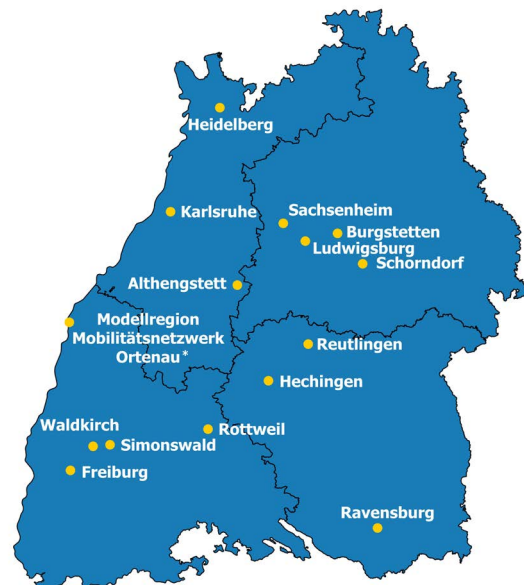 Heidelberg
Karlsruhe
Sachsenheim
Burgstetten
Ludwigsburg
Schorndorf
Althengstett
Modellregion
Mobilitätsnetzwerk
Ortenau*
Reutlingen
Hechingen
Waldkirch
Rottweil
Simonswald
Freiburg
Ravensburg